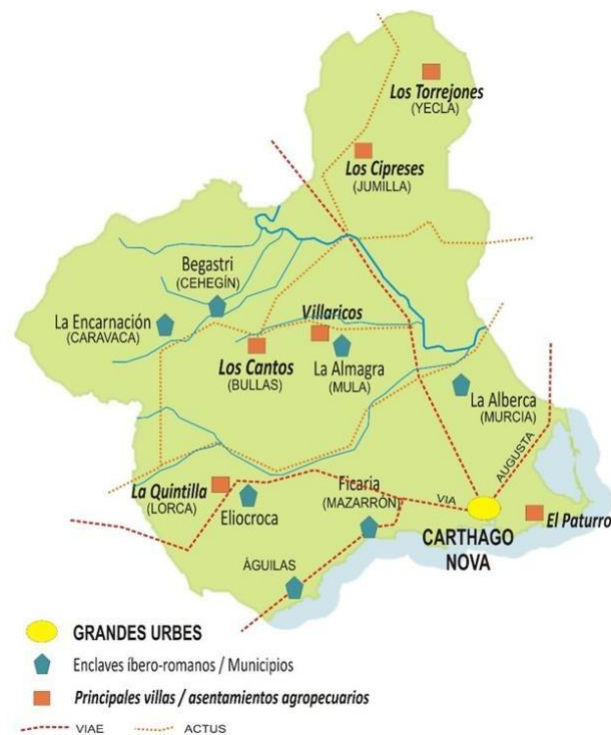 Los Torrejones
(YECLA)
Los Cipreses
(JUMILLA)
Begastri
(CEHEGÍN)
La Encarnación
(CARAVACA)
Villaricos
Los Cantos
(BULLAS)
La Almagra
(MULA)
La Alberca
(MURCIA)
La Quintilla
(LORCA)
Eliocroca
Ficaria
(MAZARRÓN)
VIA
AUGUSTA
El Paturro
CARTHAGO
NOVA
ÀGUILAS
GRANDES URBES
Enclaves íbero-romanos / Municipios
Principales villas / asentamientos agropecuarios
VIAE
ACTUS